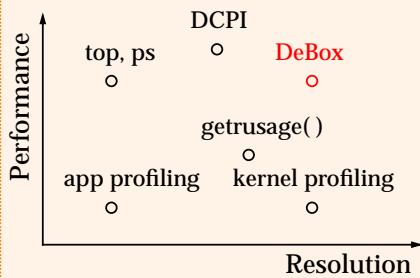 DCPI
top, ps
DeBox
Performance
getrusage( )
app profiling
kernel profiling
Resolution